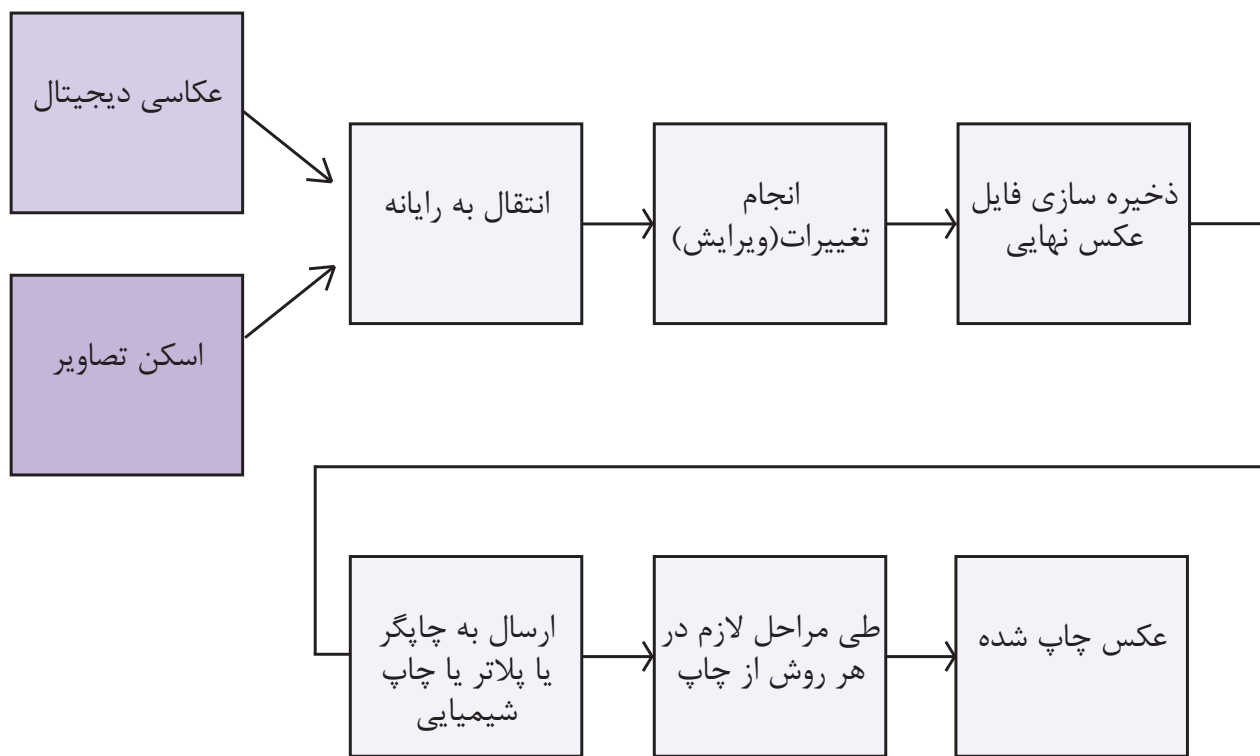 عکاسی دیجیتال
اسکن تصاویر
انتقال به رایانه
انجام
تغییرات(ویرایش)
ذخیره سازی فایل
عکس نهایی
ارسال به چاپگر
یا پلاتر یا چاپ
شیمیایی
طی مراحل لازم در
هر روش از چاپ
عکس چاپ شده